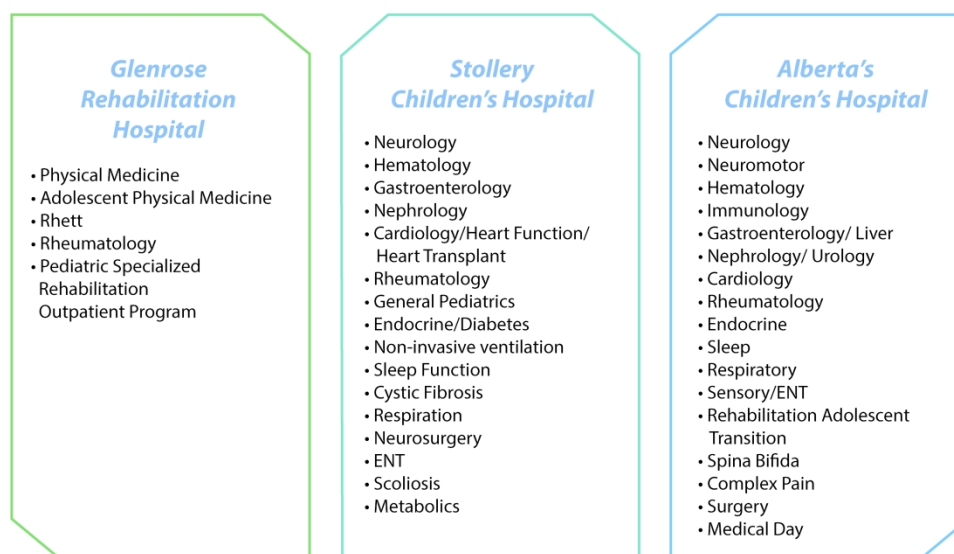 Glenrose
Rehabilitation
Hospital
• Physical Medicine
• Adolescent Physical Medicine
• Rhett
• Rheumatology
• Pediatric Specialized
Rehabilitation
Outpatient Program
Stollery
Children's Hospital
• Neurology
• Hematology
• Gastroenterology
• Nephrology
• Cardiology/Heart Function/
Heart Transplant
• Rheumatology
• General Pediatrics
• Endocrine/Diabetes
• Non-invasive ventilation
• Sleep Function
• Cystic Fibrosis
• Respiration
• Neurosurgery
• ENT
• Scoliosis
• Metabolics
Alberta's
Children's Hospital
• Neurology
• Neuromotor
• Hematology
• Immunology
• Gastroenterology/ Liver
• Nephrology/ Urology
• Cardiology
• Rheumatology
• Endocrine
• Sleep
• Respiratory
• Sensory/ENT
• Rehabilitation Adolescent
Transition
• Spina Bifida
• Complex Pain
• Surgery
• Medical Day